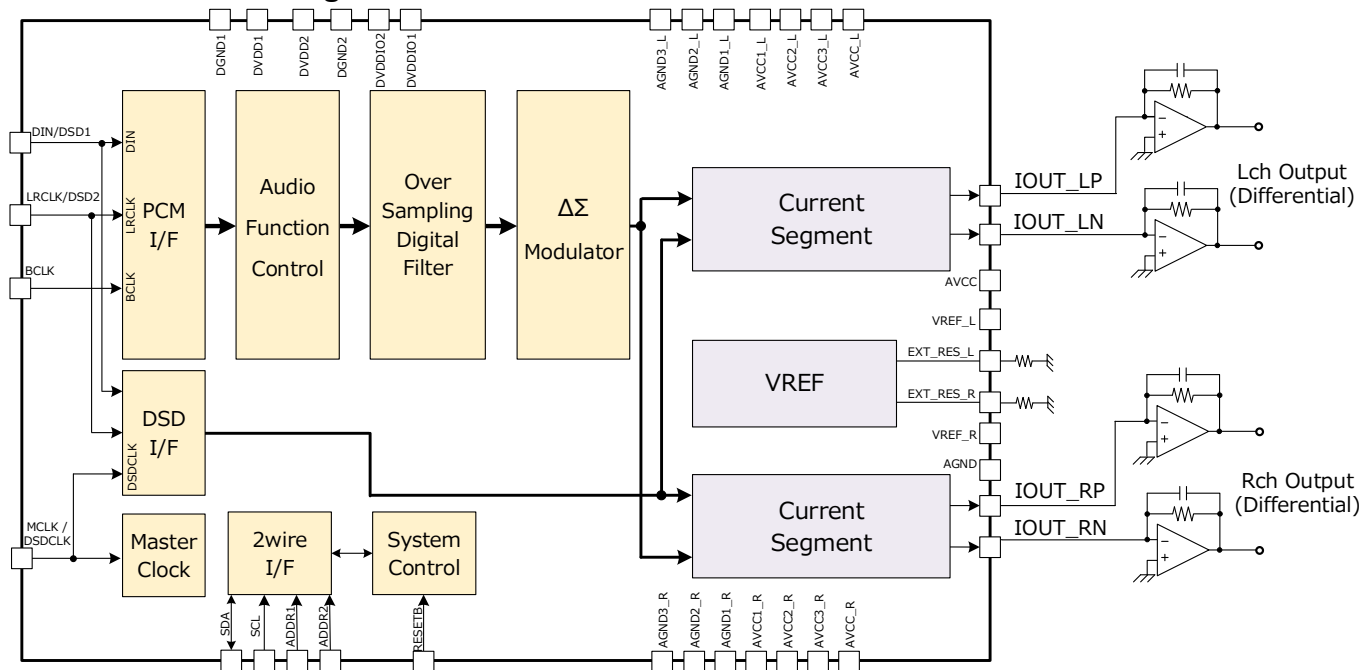 DGND1
DVDD1
DVDD2
DGND2
DVDDIO2
DVDDIO1
AGND3_L
AGND2_L
AGND1_L
AVCC1_L
AVCC2_L
AVCC3_L
AVCC_L
DIN/DSD1
LRCLK/DSD2
BCLK
DIN
LRCLK
BCLK
PCM
I/F
Audio
Function
Control
Over
Sampling
Digital
Filter
ΔΣ
Modulator
Current
Segment
IOUT_LP
IOUT_LN
Lch Output
(Differential)
AVCC
VREF_L
VREF
EXT_RES_L
EXT_RES_R
VREF_R
AGND
DSD
I/F
DSDCLK
MCLK /
DSDCLK
Master
Clock
2wire
I/F
System
Control
Current
Segment
IOUT_RP
IOUT_RN
Rch Output
(Differential)
SDA
SCL
ADDR1
ADDR2
RESETB
AGND3_R
AGND2_R
AGND1_R
AVCC1_R
AVCC2_R
AVCC3_R
AVCC_R